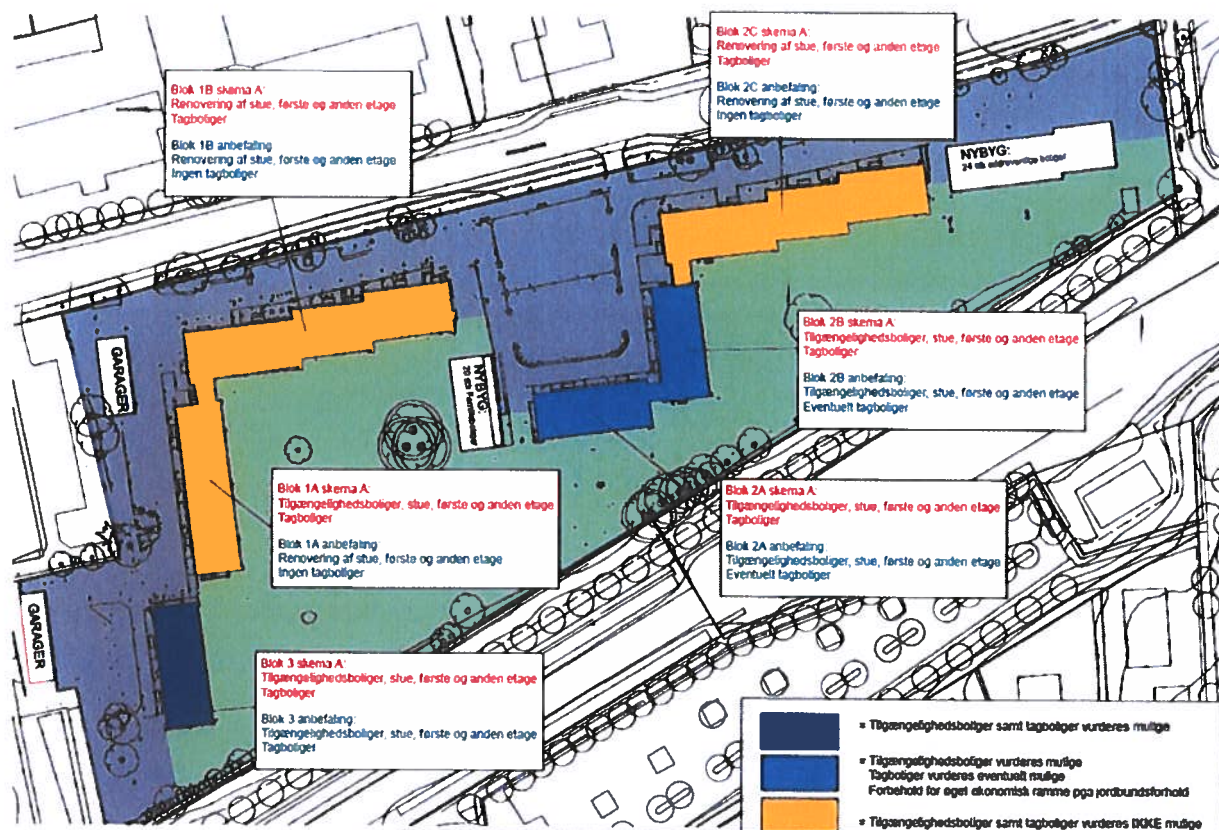 Blok 2C skema A:
Renovering af stue, første og anden etage
Tagboliger
Blok 2C anbefaling:
Renovering af stue, første og anden etage
Ingen tagboliger
Blok 1B skema A:
Renovering af stue, første og anden etage
Tagboliger
Blok 1B anbefaling
Renovering af stue, første og anden etage
Ingen tagboliger
NYBYG:
24 stk
GARAGER
NYBYG:
20 stk
Blok 2B skema A:
Tilgængelighedsboliger, stue, første og anden etage
Tagboliger
Blok 2B anbefaling:
Tilgængelighedsboliger, stue, første og anden etage
Eventuelt tagboliger
Blok 1A skema A:
Tilgængelighedsboliger, stue, første og anden etage
Tagboliger
Blok 1A anbefaling:
Renovering af stue, første og anden etage
Ingen tagboliger
Blok 2A skema A:
Tilgængelighedsboliger, stue, første og anden etage
Tagboliger
Blok 2A anbefaling:
Tilgængelighedsboliger, stue, første og anden etage
Eventuelt tagboliger
GARAGER
Blok 3 skema A:
Tilgængelighedsboliger, stue, første og anden etage
Tagboliger
Blok 3 anbefaling:
Tilgængelighedsboliger, stue, første og anden etage
Tagboliger
= Tilgængelighedsboliger samt tagboliger vurderes mulige
= Tilgængelighedsboliger vurderes mulige
Tagboliger vurderes eventuelt mulige
Forbehold for øget økonomisk ramme pga jordbundsforhold
= Tilgængelighedsboliger samt tagboliger vurderes IKKE mulige